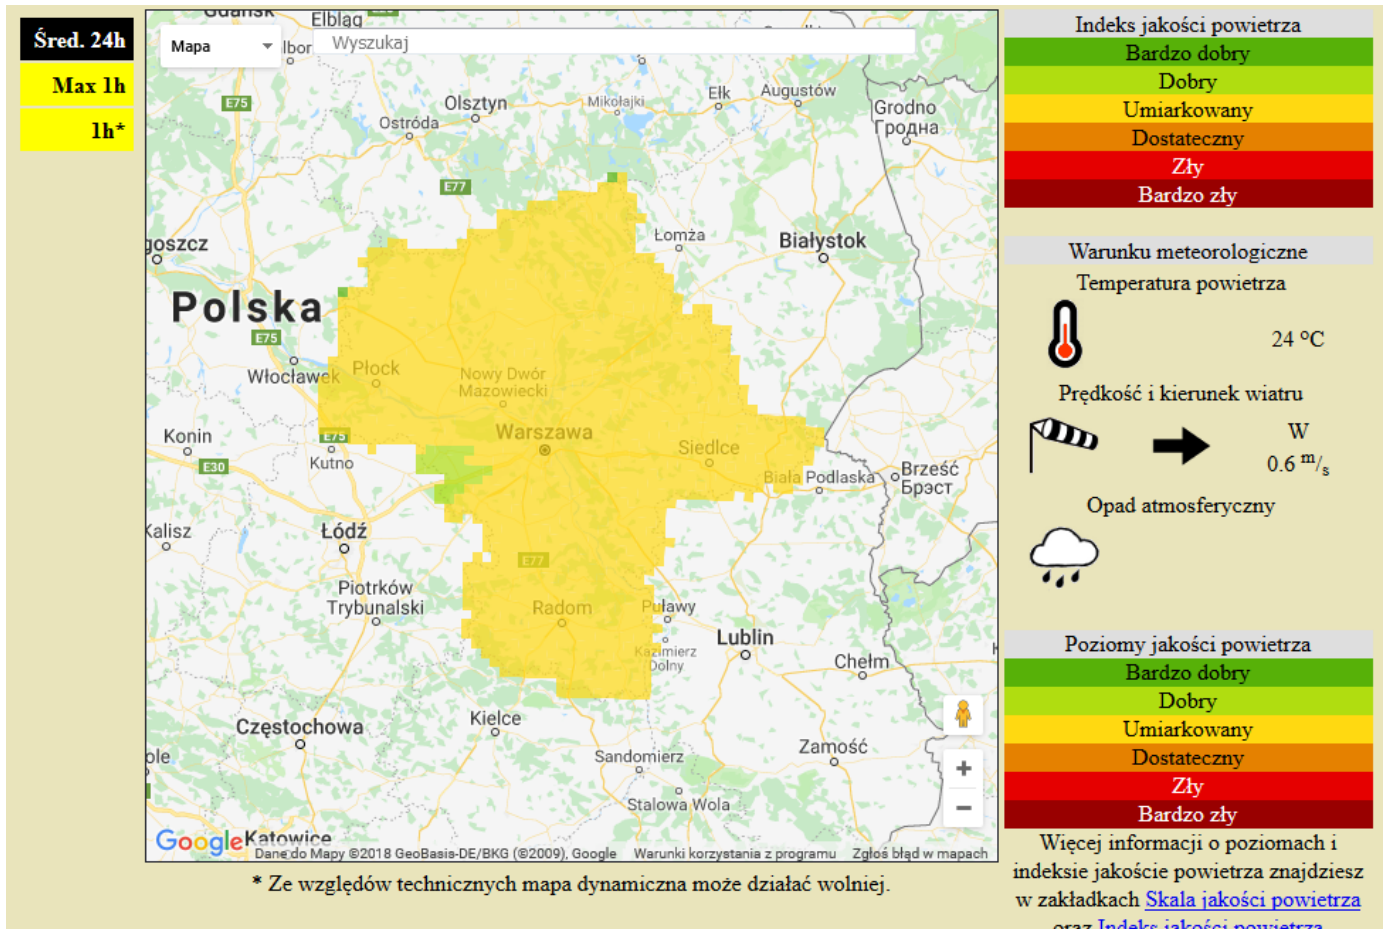 Śred. 24h
Max 1h
1h*
Gdańsk
Elbląg
Mapa
Wyszukaj
E75
Olsztyn
Ostróda
Mikołajki
Ełk
Augustów
Grodno
Гродна
E77
Łomża
Białystok
goszcz
Polska
E75
Włocławek
Płock
Nowy Dwór
Mazowiecki
Konin
E75
Kutno
E30
Warszawa
Siedlce
Biała Podlaska
Brześć
Брэст
Kalisz
Łódź
E77
Piotrków
Trybunalski
Radom
Puławy
Kazimierz
Dolny
Lublin
Chełm
Częstochowa
Kielce
Sandomierz
Zamość
Stalowa Wola
Google
Katowice
Dane do Mapy ©2018 GeoBasis-DE/BKG (©2009), Google
Warunki korzystania z programu
Zgłoś błąd w mapach
* Ze względów technicznych mapa dynamiczna może działać wolniej.
Indeks jakości powietrza
Bardzo dobry
Dobry
Umiarkowany
Dostateczny
Zły
Bardzo zły
Warunku meteorologiczne
Temperatura powietrza
24 °C
Prędkość i kierunek wiatru
W
0.6 m/s
Opad atmosferyczny
Poziomy jakości powietrza
Bardzo dobry
Dobry
Umiarkowany
Dostateczny
Zły
Bardzo zły
Więcej informacji o poziomach i
indeksie jakoście powietrza znajdziesz
w zakładkach Skala jakości powietrza
oraz Indeks jakości powietrza